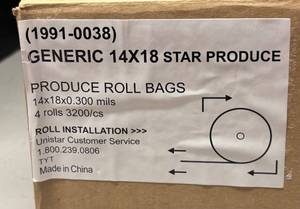 (1991-0038)
GENERIC 14X18 STAR PRODUCE
PRODUCE ROLL BAGS
14x18x0.300 mils
4 rolls 3200/cs
ROLL INSTALLATION >>>
Unistar Customer Service
1.800.239.0806
TYT
Made in China